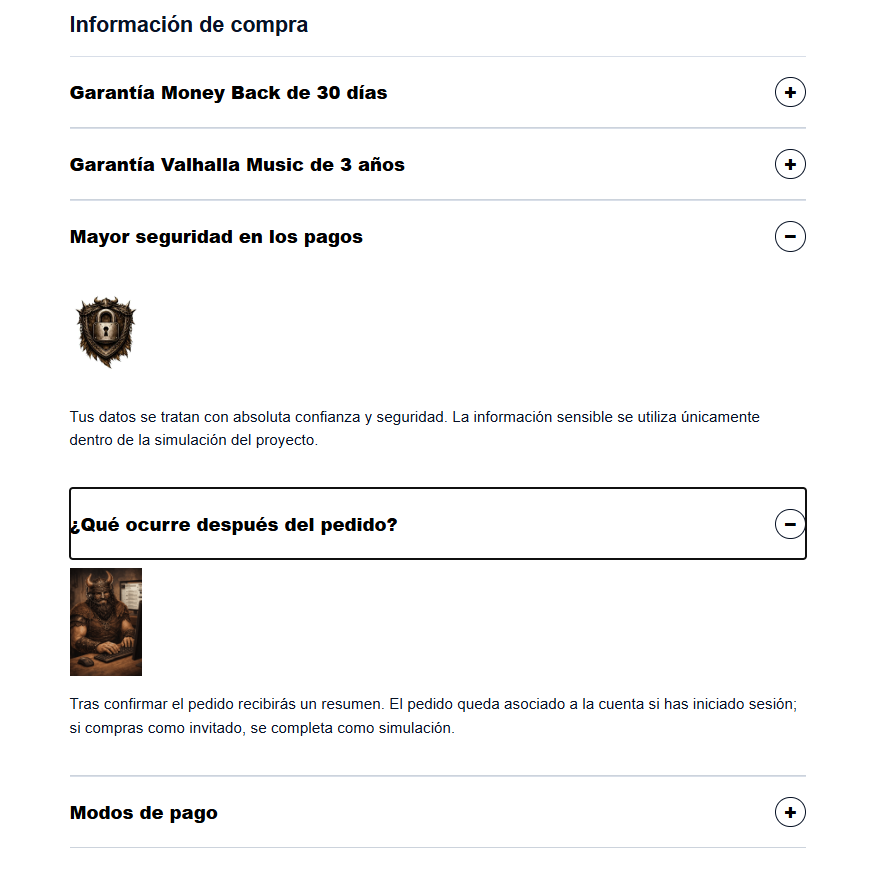 Información de compra
Garantía Money Back de 30 días
Garantía Valhalla Music de 3 años
Mayor seguridad en los pagos
Tus datos se tratan con absoluta confianza y seguridad. La información sensible se utiliza únicamente
dentro de la simulación del proyecto.
¿Qué ocurre después del pedido?
Tras confirmar el pedido recibirás un resumen. El pedido queda asociado a la cuenta si has iniciado sesión;
si compras como invitado, se completa como simulación.
Modos de pago